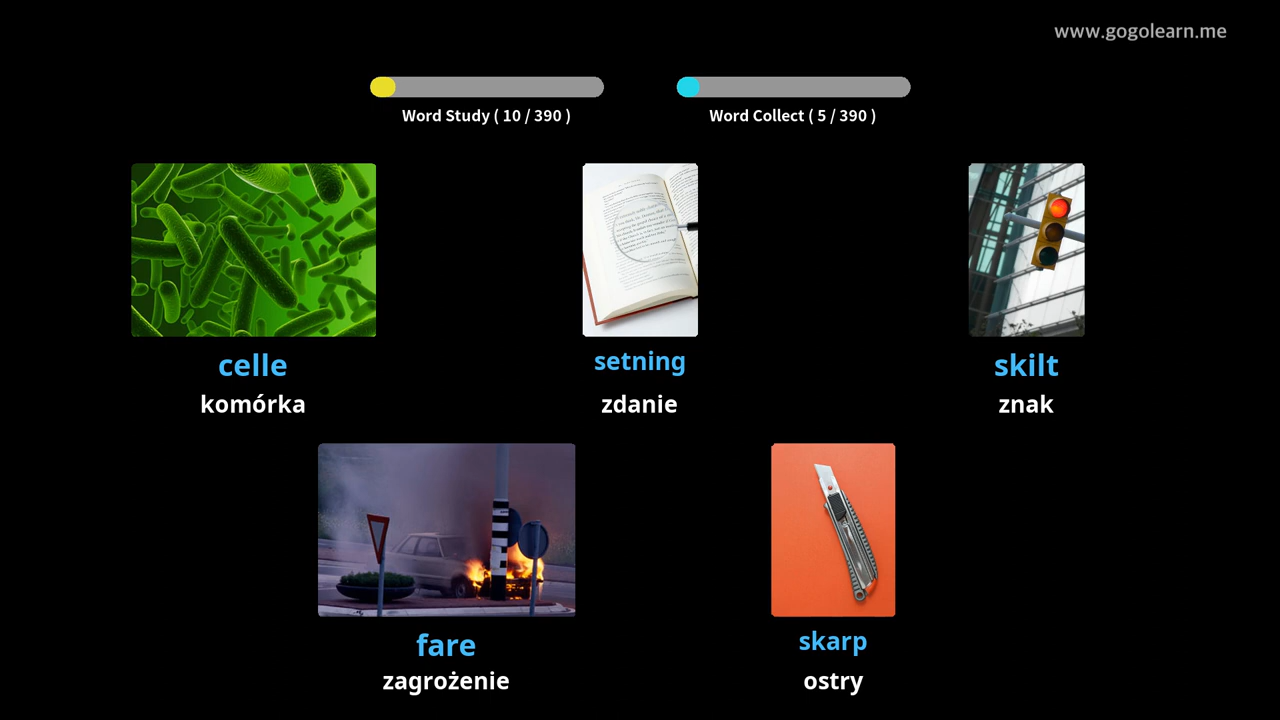 www.gogolearn.me
Word Study ( 10 / 390 )
Word Collect ( 5 / 390 )
celle
komórka
setning
zdanie
skilt
znak
fare
zagrożenie
skarp
ostry